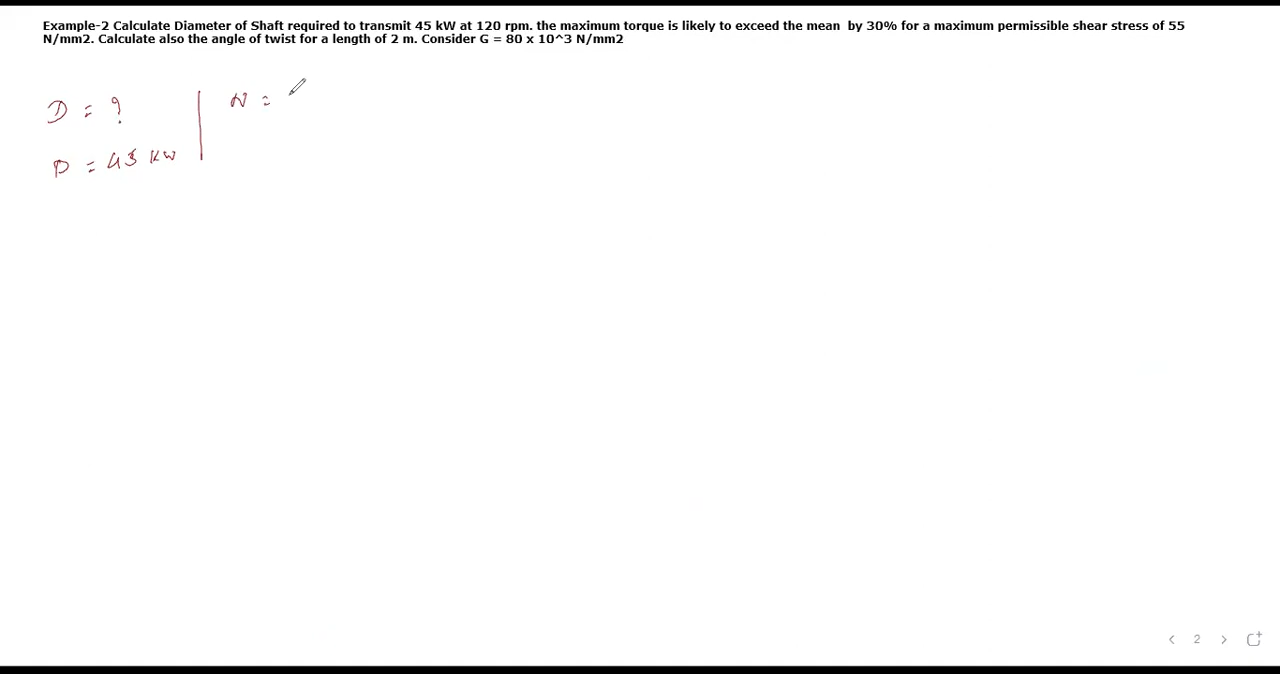 Example-2 Calculate Diameter of Shaft required to transmit 45 kW at 120 rpm. the maximum torque is likely to exceed the mean  by 30% for a maximum permissible shear stress of 55
N/mm2. Calculate also the angle of twist for a length of 2 m. Consider G = 80 x 10^3 N/mm2
D = ?
N =
P = 45 kW
2